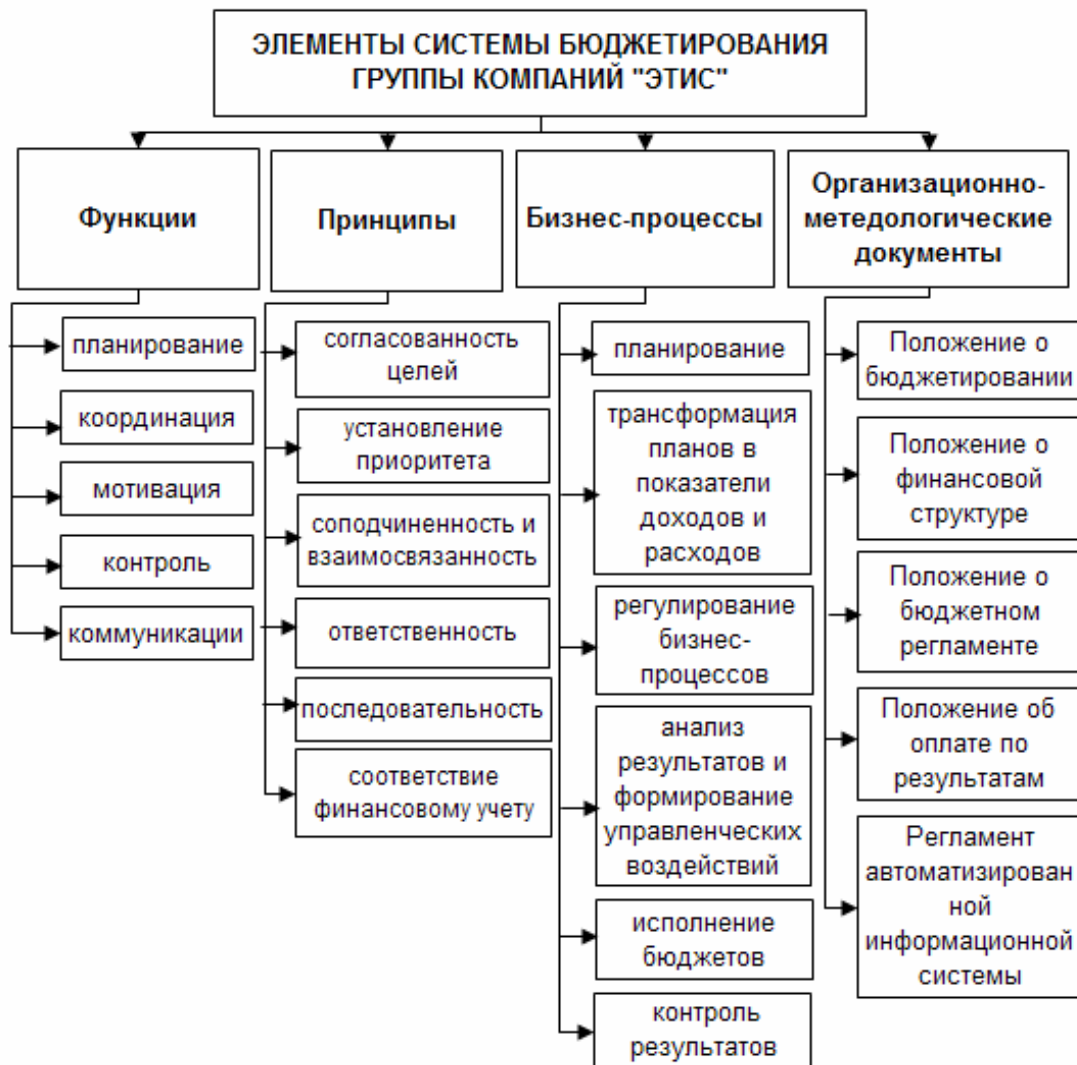 ЭЛЕМЕНТЫ СИСТЕМЫ БЮДЖЕТИРОВАНИЯ
ГРУППЫ КОМПАНИЙ "ЭТИС"
Функции
планирование
координация
мотивация
контроль
коммуникации
Принципы
согласованность
целей
установление
приоритета
соподчиненность и
взаимосвязанность
ответственность
последовательность
соответствие
финансовому учету
Бизнес-процессы
планирование
трансформация
планов в
показатели
доходов и
расходов
регулирование
бизнес-
процессов
анализ
результатов и
формирование
управленческих
воздействий
исполнение
бюджетов
контроль
результатов
Организационно-
метедологические
документы
Положение о
бюджетировании
Положение о
финансовой
структуре
Положение о
бюджетном
регламенте
Положение об
оплате по
результатам
Регламент
автоматизирован
ной
информационной
системы